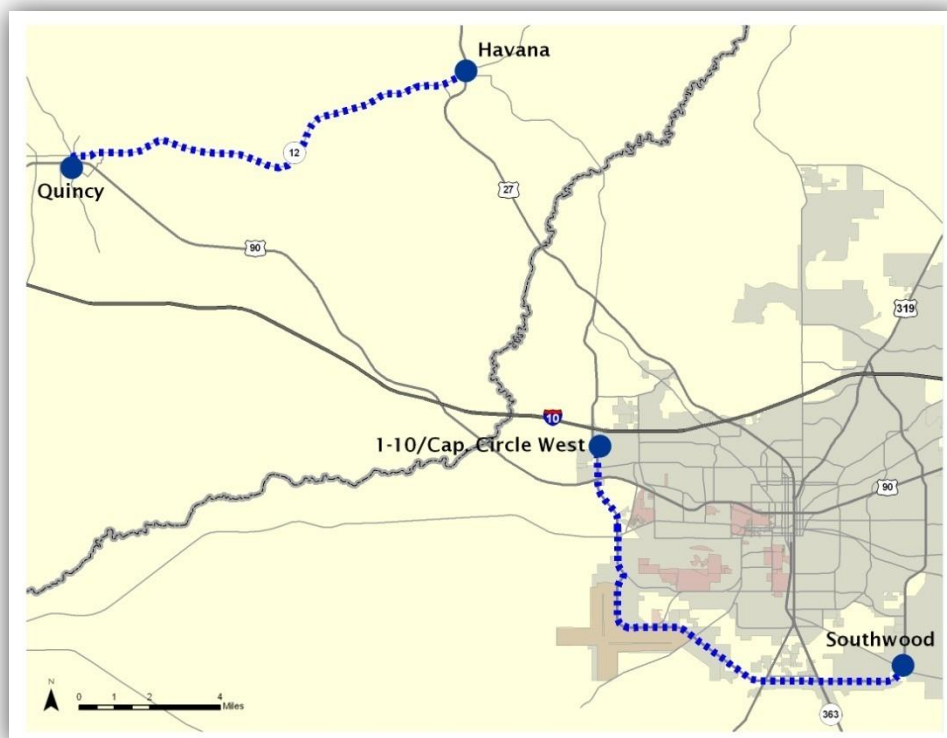 Havana
12
Quincy
27
90
319
10
1-10/Cap. Circle West
90
Southwood
N
0 1 2 4
Miles
363